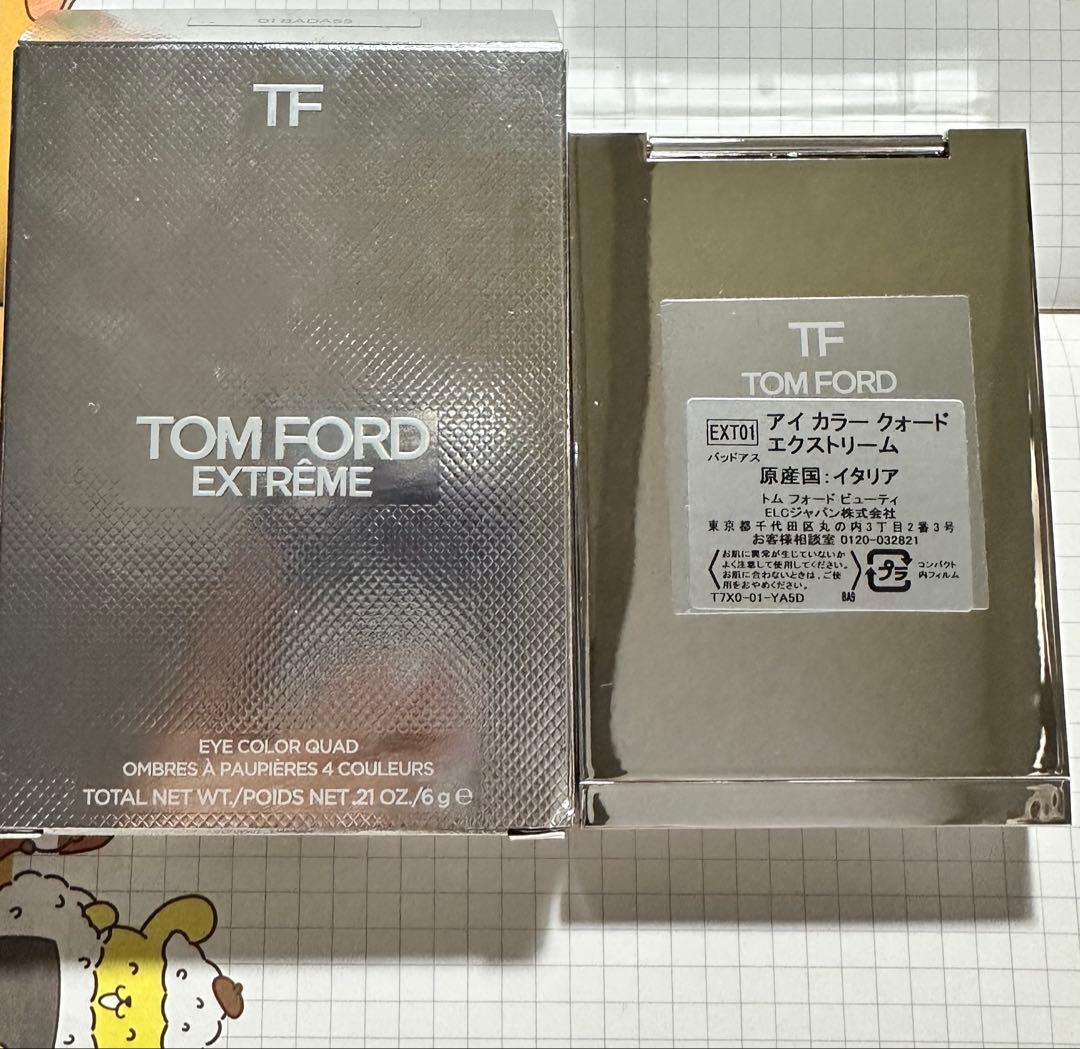 01 BADASS
TF
TOM FORD
EXTRÊME
EYE COLOR QUAD
OMBRES À PAUPIÈRES 4 COULEURS
TOTAL NET WT./POIDS NET .21 OZ./6 g ℮
TF
TOM FORD
EXT01 アイ カラー クォード
バッドアス エクストリーム
原産国:イタリア
トム フォード ビューティ
ELCジャパン株式会社
東京都千代田区丸の内3丁目2番3号
お客様相談室 0120-032821
お肌に異常が生じていないか
よく注意して使用してください。
お肌に合わないときは、ご使
用をおやめください。
プラ
コンパクト
内フィルム
T7X0-01-YA5D BA9